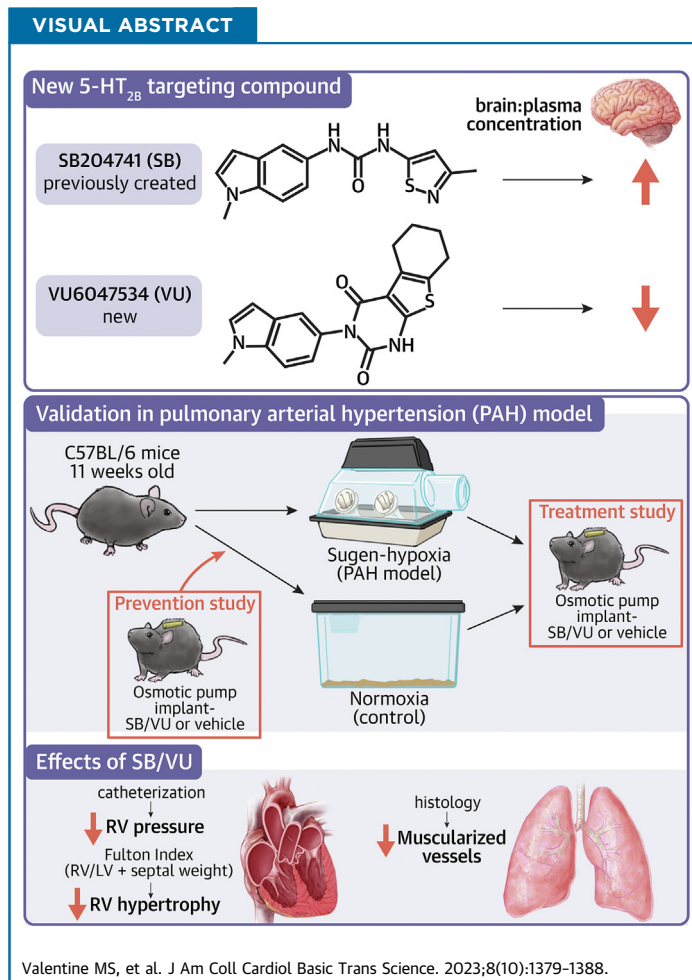 VISUAL ABSTRACT
New 5-HT2B targeting compound
brain:plasma
concentration
SB204741 (SB)
previously created
N
H
N
H
N
O
S
N
VU6047534 (VU)
new
N
O
N
S
NH
O
Validation in pulmonary arterial hypertension (PAH) model
C57BL/6 mice
11 weeks old
Sugen-hypoxia
(PAH model)
Treatment study
Osmotic pump
implant-
SB/VU or vehicle
Prevention study
Osmotic pump
implant-
SB/VU or vehicle
Normoxia
(control)
Effects of SB/VU
catheterization
RV pressure
Fulton Index
(RV/LV + septal weight)
RV hypertrophy
histology
Muscularized
vessels
Valentine MS, et al. J Am Coll Cardiol Basic Trans Science. 2023;8(10):1379-1388.